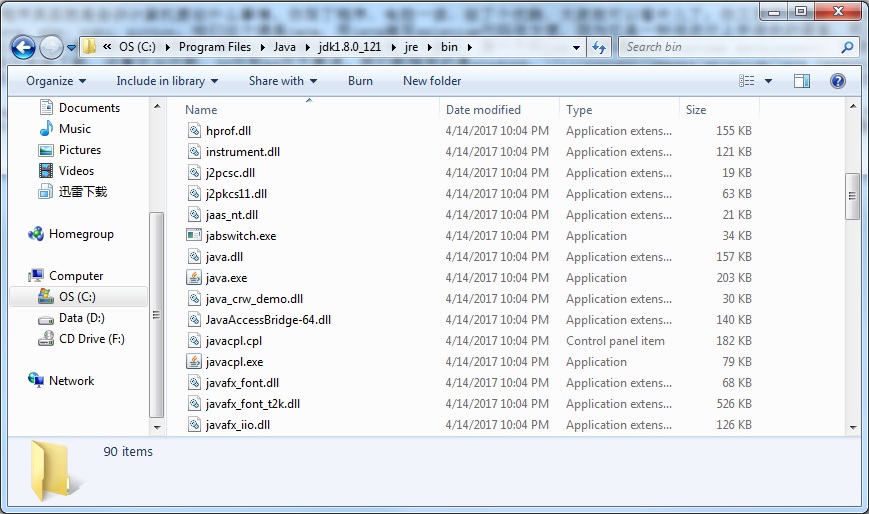 « OS (C:) ▸ Program Files ▸ Java ▸ jdk1.8.0_121 ▸ jre ▸ bin ▸
Search bin
Organize
Include in library
Share with
Burn
New folder
Documents
Music
Pictures
Videos
迅雷下载
Homegroup
Computer
OS (C:)
Data (D:)
CD Drive (F:)
Network
Name Date modified Type Size
hprof.dll 4/14/2017 10:04 PM Application extens... 155 KB
instrument.dll 4/14/2017 10:04 PM Application extens... 121 KB
j2pcsc.dll 4/14/2017 10:04 PM Application extens... 19 KB
j2pkcs11.dll 4/14/2017 10:04 PM Application extens... 63 KB
jaas_nt.dll 4/14/2017 10:04 PM Application extens... 21 KB
jabswitch.exe 4/14/2017 10:04 PM Application 34 KB
java.dll 4/14/2017 10:04 PM Application extens... 157 KB
java.exe 4/14/2017 10:04 PM Application 203 KB
java_crw_demo.dll 4/14/2017 10:04 PM Application extens... 30 KB
JavaAccessBridge-64.dll 4/14/2017 10:04 PM Application extens... 140 KB
javacpl.cpl 4/14/2017 10:04 PM Control panel item 182 KB
javacpl.exe 4/14/2017 10:04 PM Application 79 KB
javafx_font.dll 4/14/2017 10:04 PM Application extens... 68 KB
javafx_font_t2k.dll 4/14/2017 10:04 PM Application extens... 526 KB
javafx_iio.dll 4/14/2017 10:04 PM Application extens... 126 KB
90 items